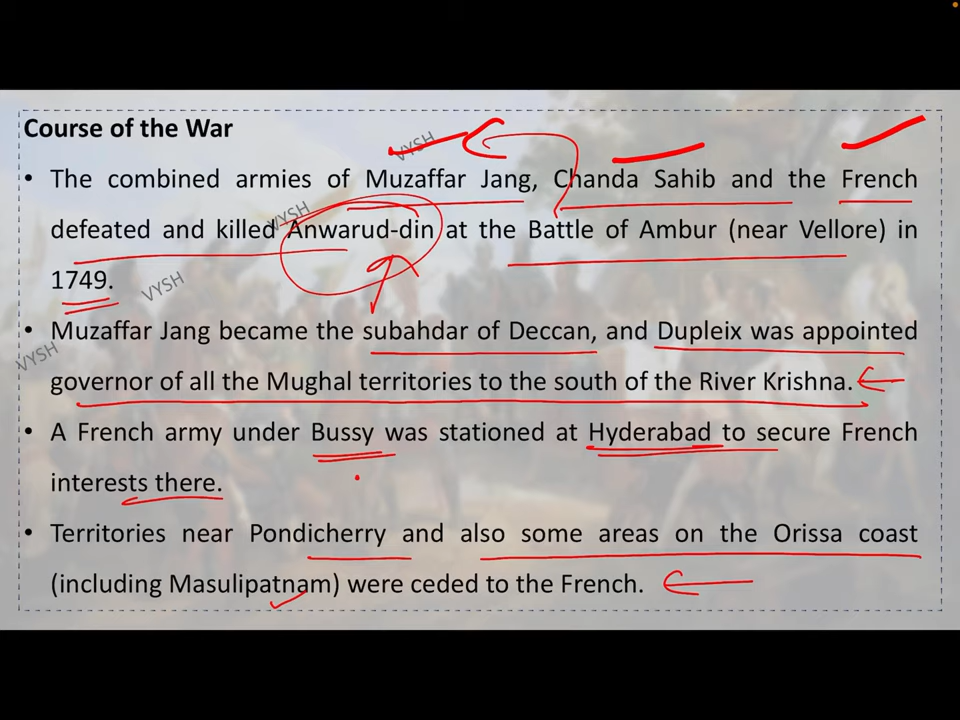 Course of the War
VYSH
• The combined armies of Muzaffar Jang, Chanda Sahib and the French
VYSH
defeated and killed Anwarud-din at the Battle of Ambur (near Vellore) in
1749.
VYSH
• Muzaffar Jang became the subahdar of Deccan, and Dupleix was appointed
VYSH
governor of all the Mughal territories to the south of the River Krishna.
• A French army under Bussy was stationed at Hyderabad to secure French
interests there.
• Territories near Pondicherry and also some areas on the Orissa coast
(including Masulipatnam) were ceded to the French.